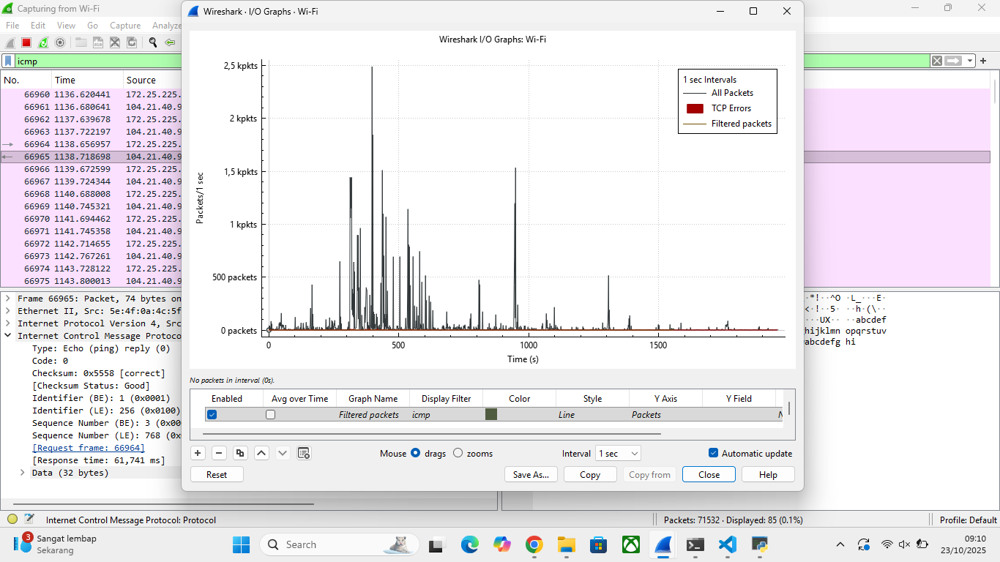 Capturing from Wi-Fi
File Edit View Go Capture Analyze
icmp
No. Time Source
66960 1136.620441 172.25.225.
66961 1136.680641 104.21.40.9
66962 1137.639678 172.25.225.
66963 1137.722197 104.21.40.9
66964 1138.656957 172.25.225.
66965 1138.718698 104.21.40.9
66966 1139.672599 172.25.225.
66967 1139.724344 104.21.40.9
66968 1140.688008 172.25.225.
66969 1140.745321 104.21.40.9
66970 1141.694462 172.25.225.
66971 1141.745358 104.21.40.9
66972 1142.714655 172.25.225.
66973 1142.767261 104.21.40.9
66974 1143.728122 172.25.225.
66975 1143.800013 104.21.40.9
Frame 66965: Packet, 74 bytes on
Ethernet II, Src: 5e:4f:0a:4c:5f
Internet Protocol Version 4, Src
Internet Control Message Protoco
Type: Echo (ping) reply (0)
Code: 0
Checksum: 0x5558 [correct]
[Checksum Status: Good]
Identifier (BE): 1 (0x0001)
Identifier (LE): 256 (0x0100)
Sequence Number (BE): 3 (0x00
Sequence Number (LE): 768 (0x
[Request frame: 66964]
[Response time: 61,741 ms]
Data (32 bytes)
Wireshark · I/O Graphs · Wi-Fi
Wireshark I/O Graphs: Wi-Fi
2,5 kpkts
2 kpkts
1,5 kpkts
1 kpkts
500 packets
0 packets
Packets/1 sec
0 500 1000 1500
Time (s)
1 sec Intervals
All Packets
TCP Errors
Filtered packets
No packets in interval (0s).
Enabled Avg over Time Graph Name Display Filter Color Style Y Axis Y Field
Filtered packets icmp Line Packets
Mouse drags zooms Interval 1 sec Automatic update
Reset Save As... Copy Copy from Close Help
·*!··^O ·L_···E·
<·!··5· ··h·(\··
···UX·· ··abcdef
hijklmn opqrstuv
abcdefg hi
Internet Control Message Protocol: Protocol
Packets: 71532 · Displayed: 85 (0.1%)
Profile: Default
3
Sangat lembap
Sekarang
Search
09:10
23/10/2025